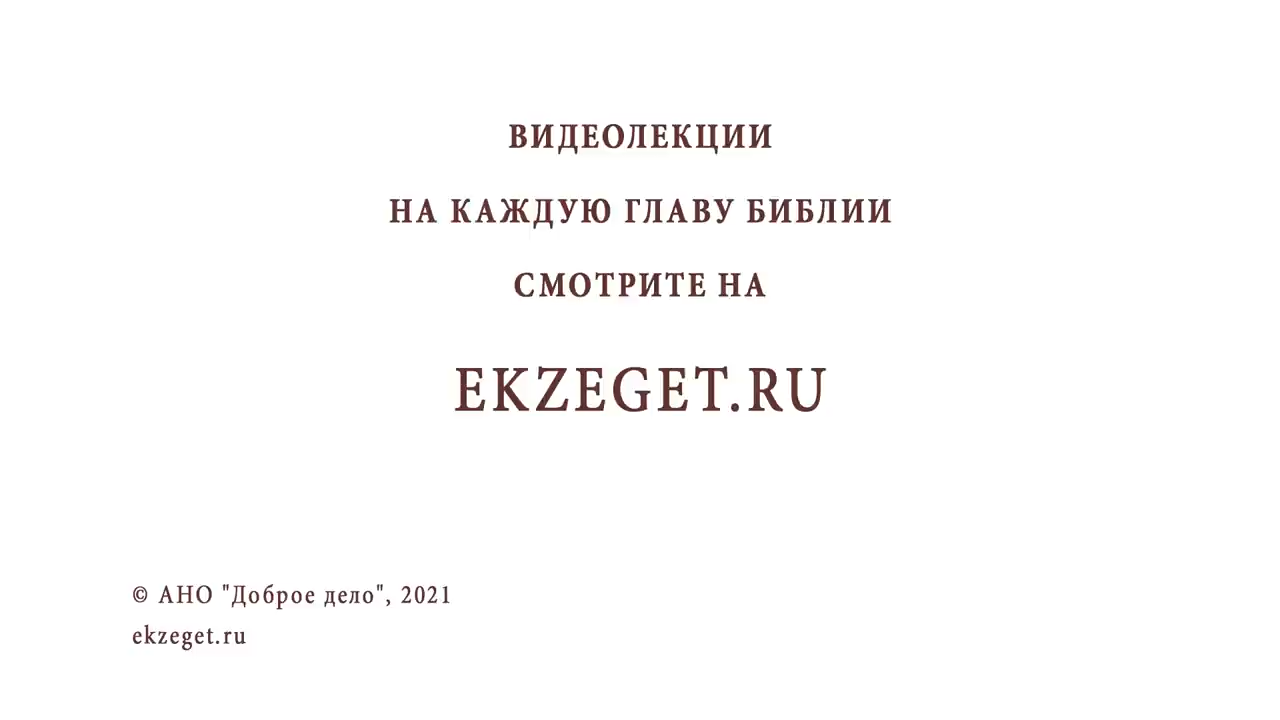 ВИДЕОЛЕКЦИИ
НА КАЖДУЮ ГЛАВУ БИБЛИИ
СМОТРИТЕ НА
EKZEGET.RU
© АНО "Доброе дело", 2021
ekzeget.ru